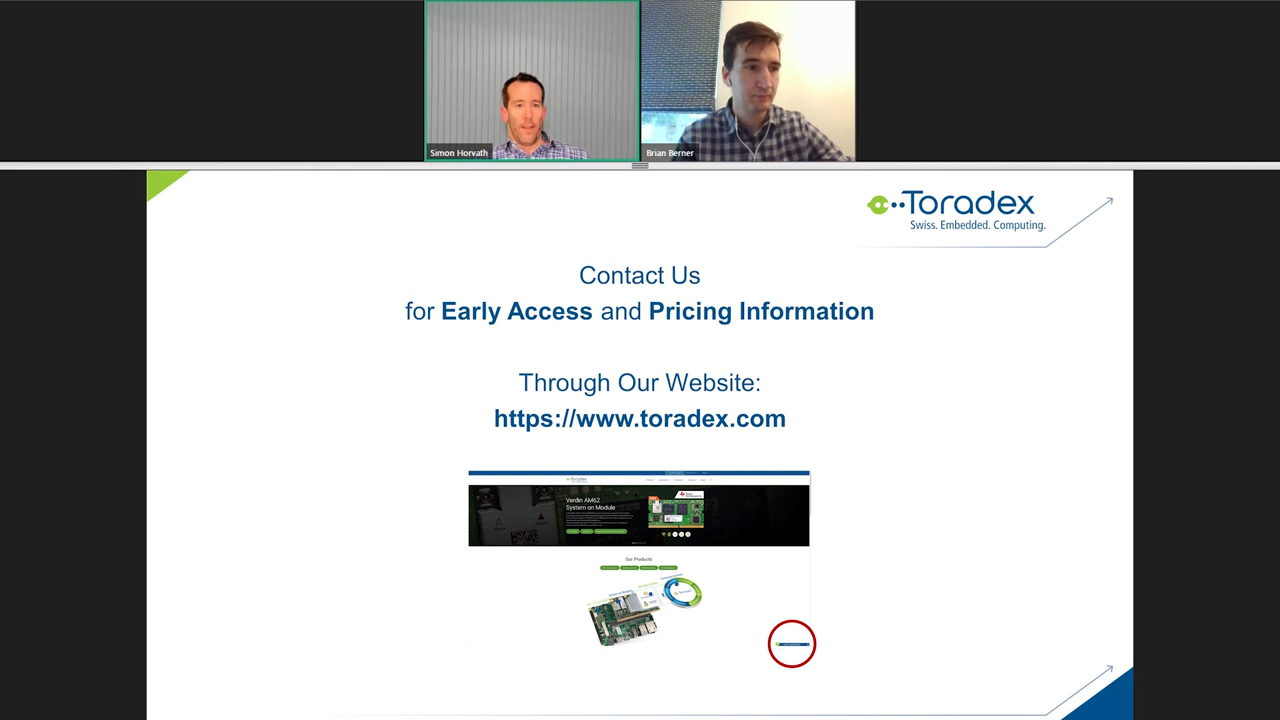 Simon Horvath
Brian Berner
Toradex
Swiss. Embedded. Computing.
Contact Us
for Early Access and Pricing Information
Through Our Website:
https://www.toradex.com
Toradex
Verdin AM62
System on Module
Our Products